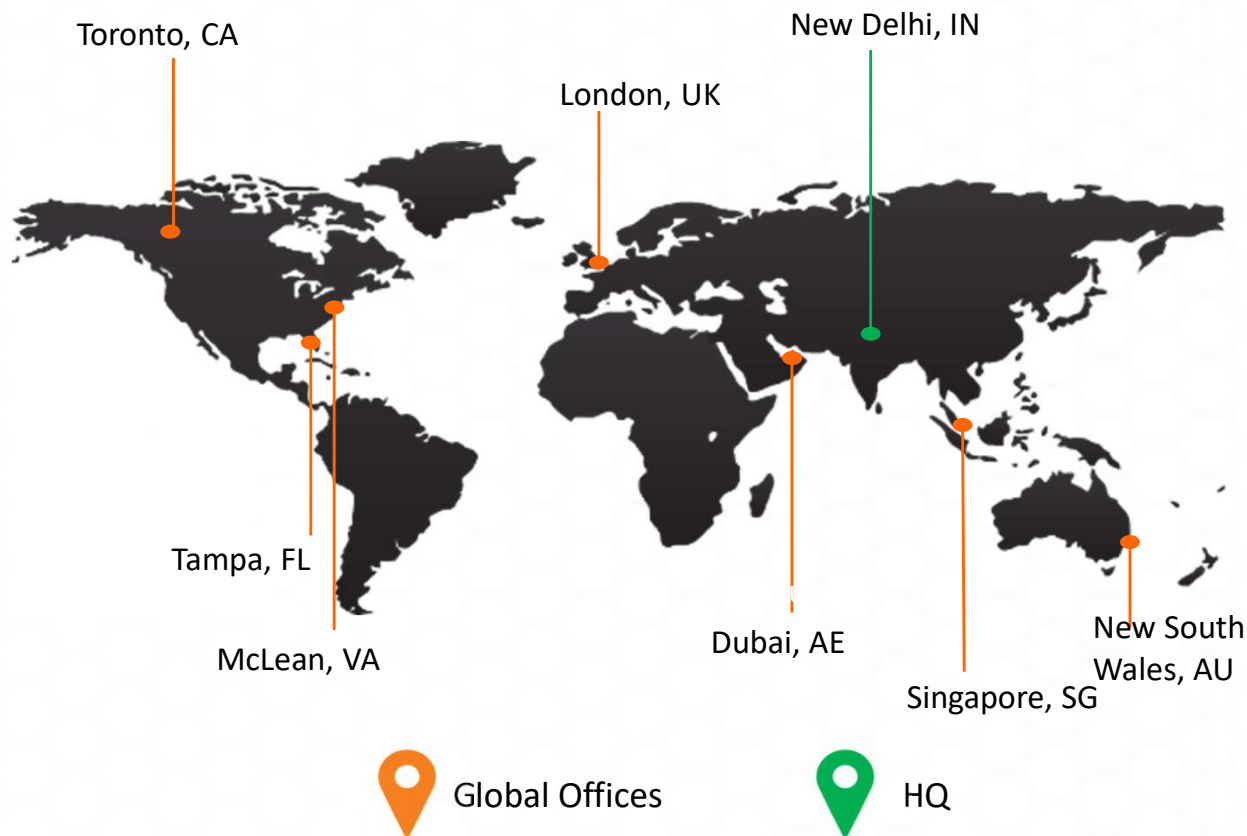 Toronto, CA
New Delhi, IN
London, UK
Tampa, FL
McLean, VA
Dubai, AE
New South
Wales, AU
Singapore, SG
Global Offices
HQ